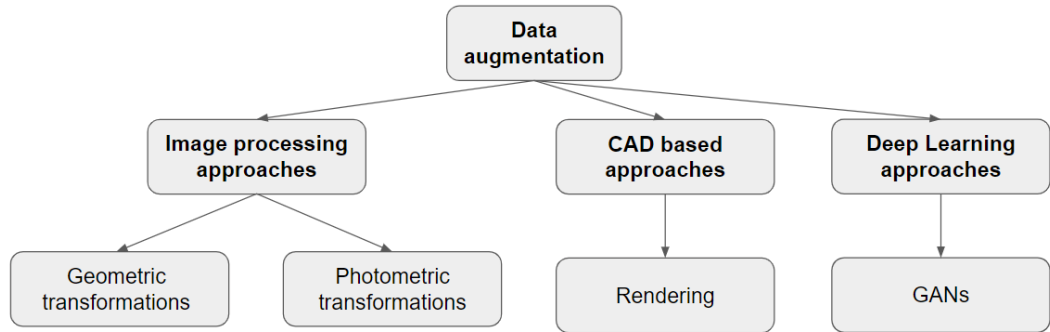 Data
augmentation
Image processing
approaches
CAD based
approaches
Deep Learning
approaches
Geometric
transformations
Photometric
transformations
Rendering
GANs